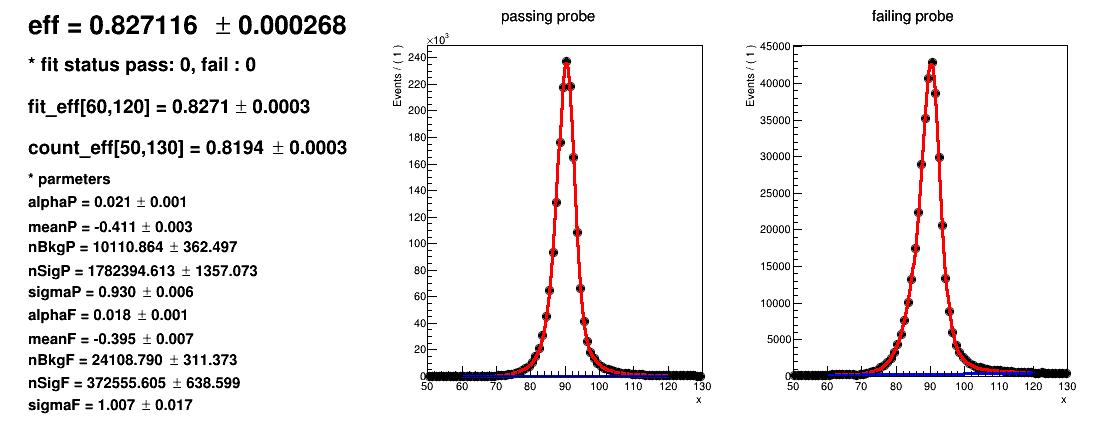 eff = 0.827116 ± 0.000268
* fit status pass: 0, fail : 0
fit_eff[60,120] = 0.8271 ± 0.0003
count_eff[50,130] = 0.8194 ± 0.0003
* parmeters
alphaP = 0.021 ± 0.001
meanP = -0.411 ± 0.003
nBkgP = 10110.864 ± 362.497
nSigP = 1782394.613 ± 1357.073
sigmaP = 0.930 ± 0.006
alphaF = 0.018 ± 0.001
meanF = -0.395 ± 0.007
nBkgF = 24108.790 ± 311.373
nSigF = 372555.605 ± 638.599
sigmaF = 1.007 ± 0.017
passing probe
×10³
Events / ( 1 )
240
220
200
180
160
140
120
100
80
60
40
20
0
50 60 70 80 90 100 110 120 130
x
failing probe
Events / ( 1 )
45000
40000
35000
30000
25000
20000
15000
10000
5000
0
50 60 70 80 90 100 110 120 130
x